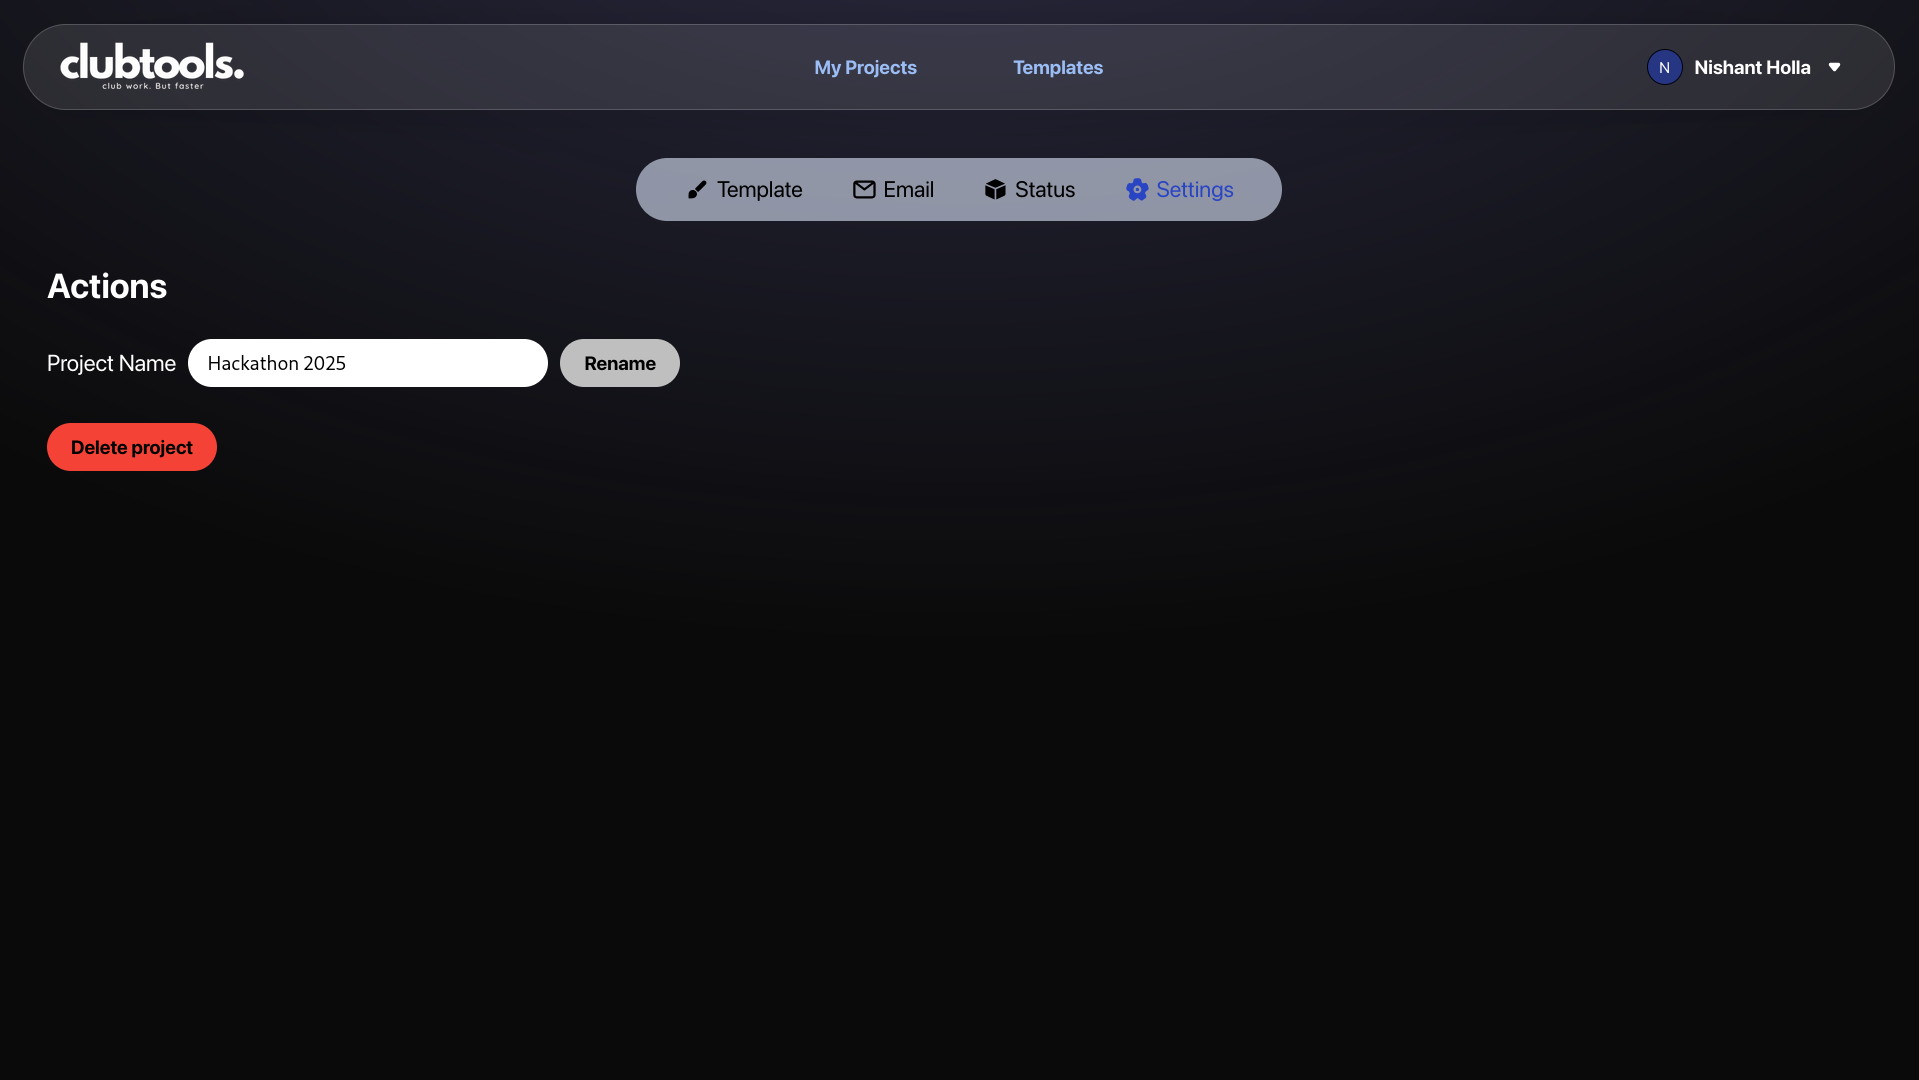 clubtools.
club work. But faster
My Projects
Templates
N
Nishant Holla
Template
Email
Status
Settings
Actions
Project Name
Hackathon 2025
Rename
Delete project